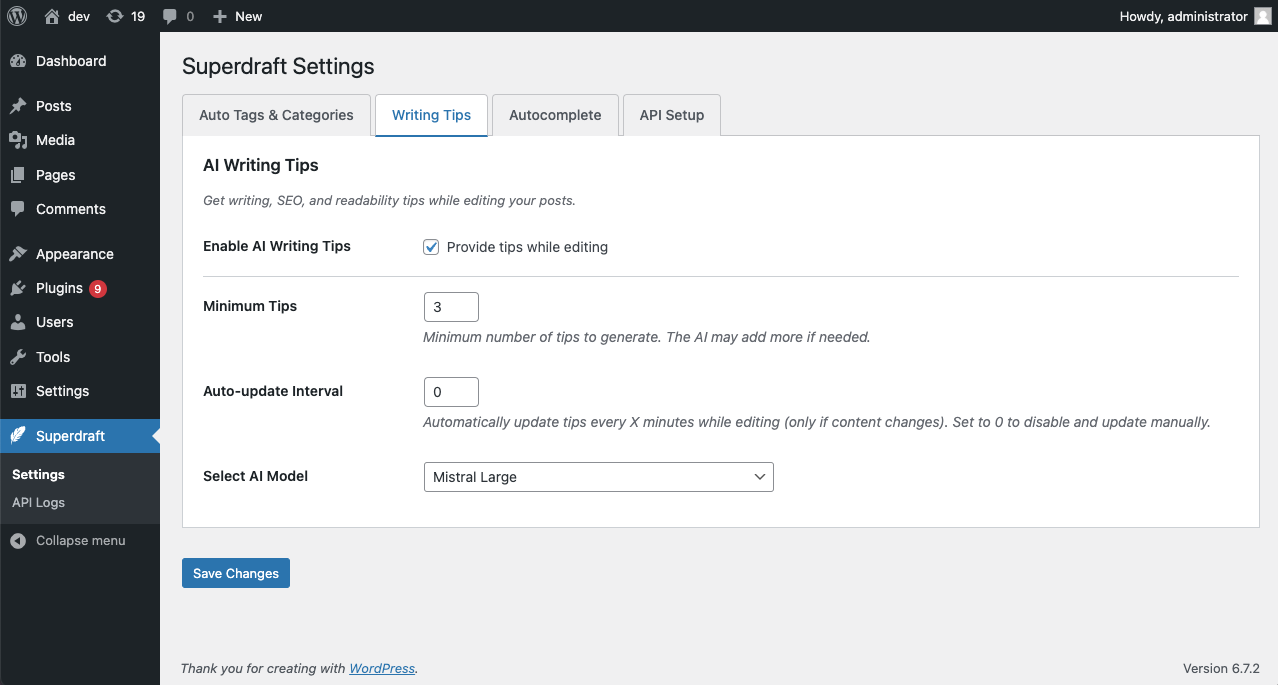 dev 19 0 New Howdy, administrator
Dashboard
Posts
Media
Pages
Comments
Appearance
Plugins 9
Users
Tools
Settings
Superdraft
Settings
API Logs
Collapse menu
Superdraft Settings
Auto Tags & Categories Writing Tips Autocomplete API Setup
AI Writing Tips
Get writing, SEO, and readability tips while editing your posts.
Enable AI Writing Tips Provide tips while editing
Minimum Tips 3
Minimum number of tips to generate. The AI may add more if needed.
Auto-update Interval 0
Automatically update tips every X minutes while editing (only if content changes). Set to 0 to disable and update manually.
Select AI Model Mistral Large
Save Changes
Thank you for creating with WordPress. Version 6.7.2